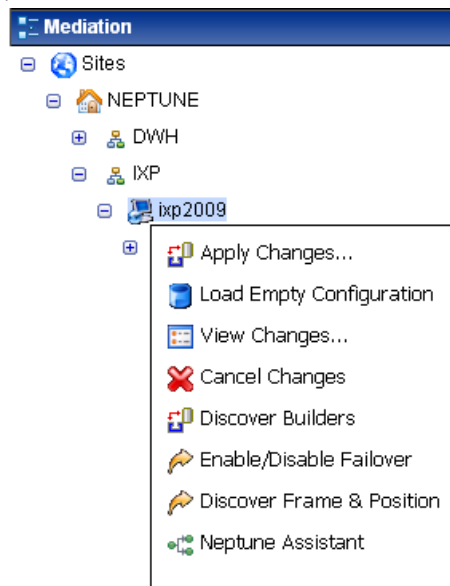 Mediation
Sites
NEPTUNE
DWH
IXP
ixp2009
Apply Changes...
Load Empty Configuration
View Changes...
Cancel Changes
Discover Builders
Enable/Disable Failover
Discover Frame & Position
Neptune Assistant